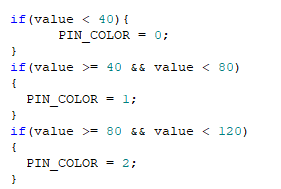 if(value < 40){
PIN_COLOR = 0;
}
if(value >= 40 && value < 80)
{
PIN_COLOR = 1;
}
if(value >= 80 && value < 120)
{
PIN_COLOR = 2;
}